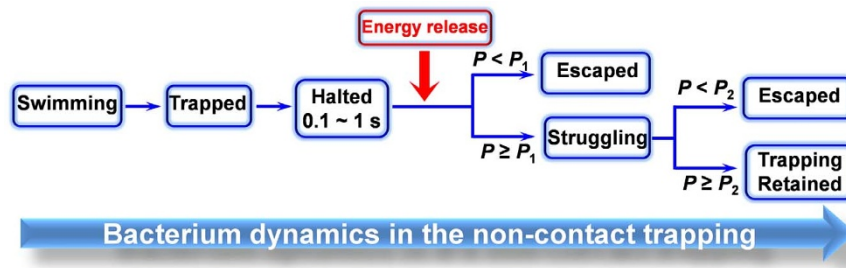 Energy release
Swimming
Trapped
Halted
0.1 ~ 1 s
P < P₁
Escaped
P ≥ P₁
Struggling
P < P₂
Escaped
P ≥ P₂
Trapping
Retained
Bacterium dynamics in the non-contact trapping